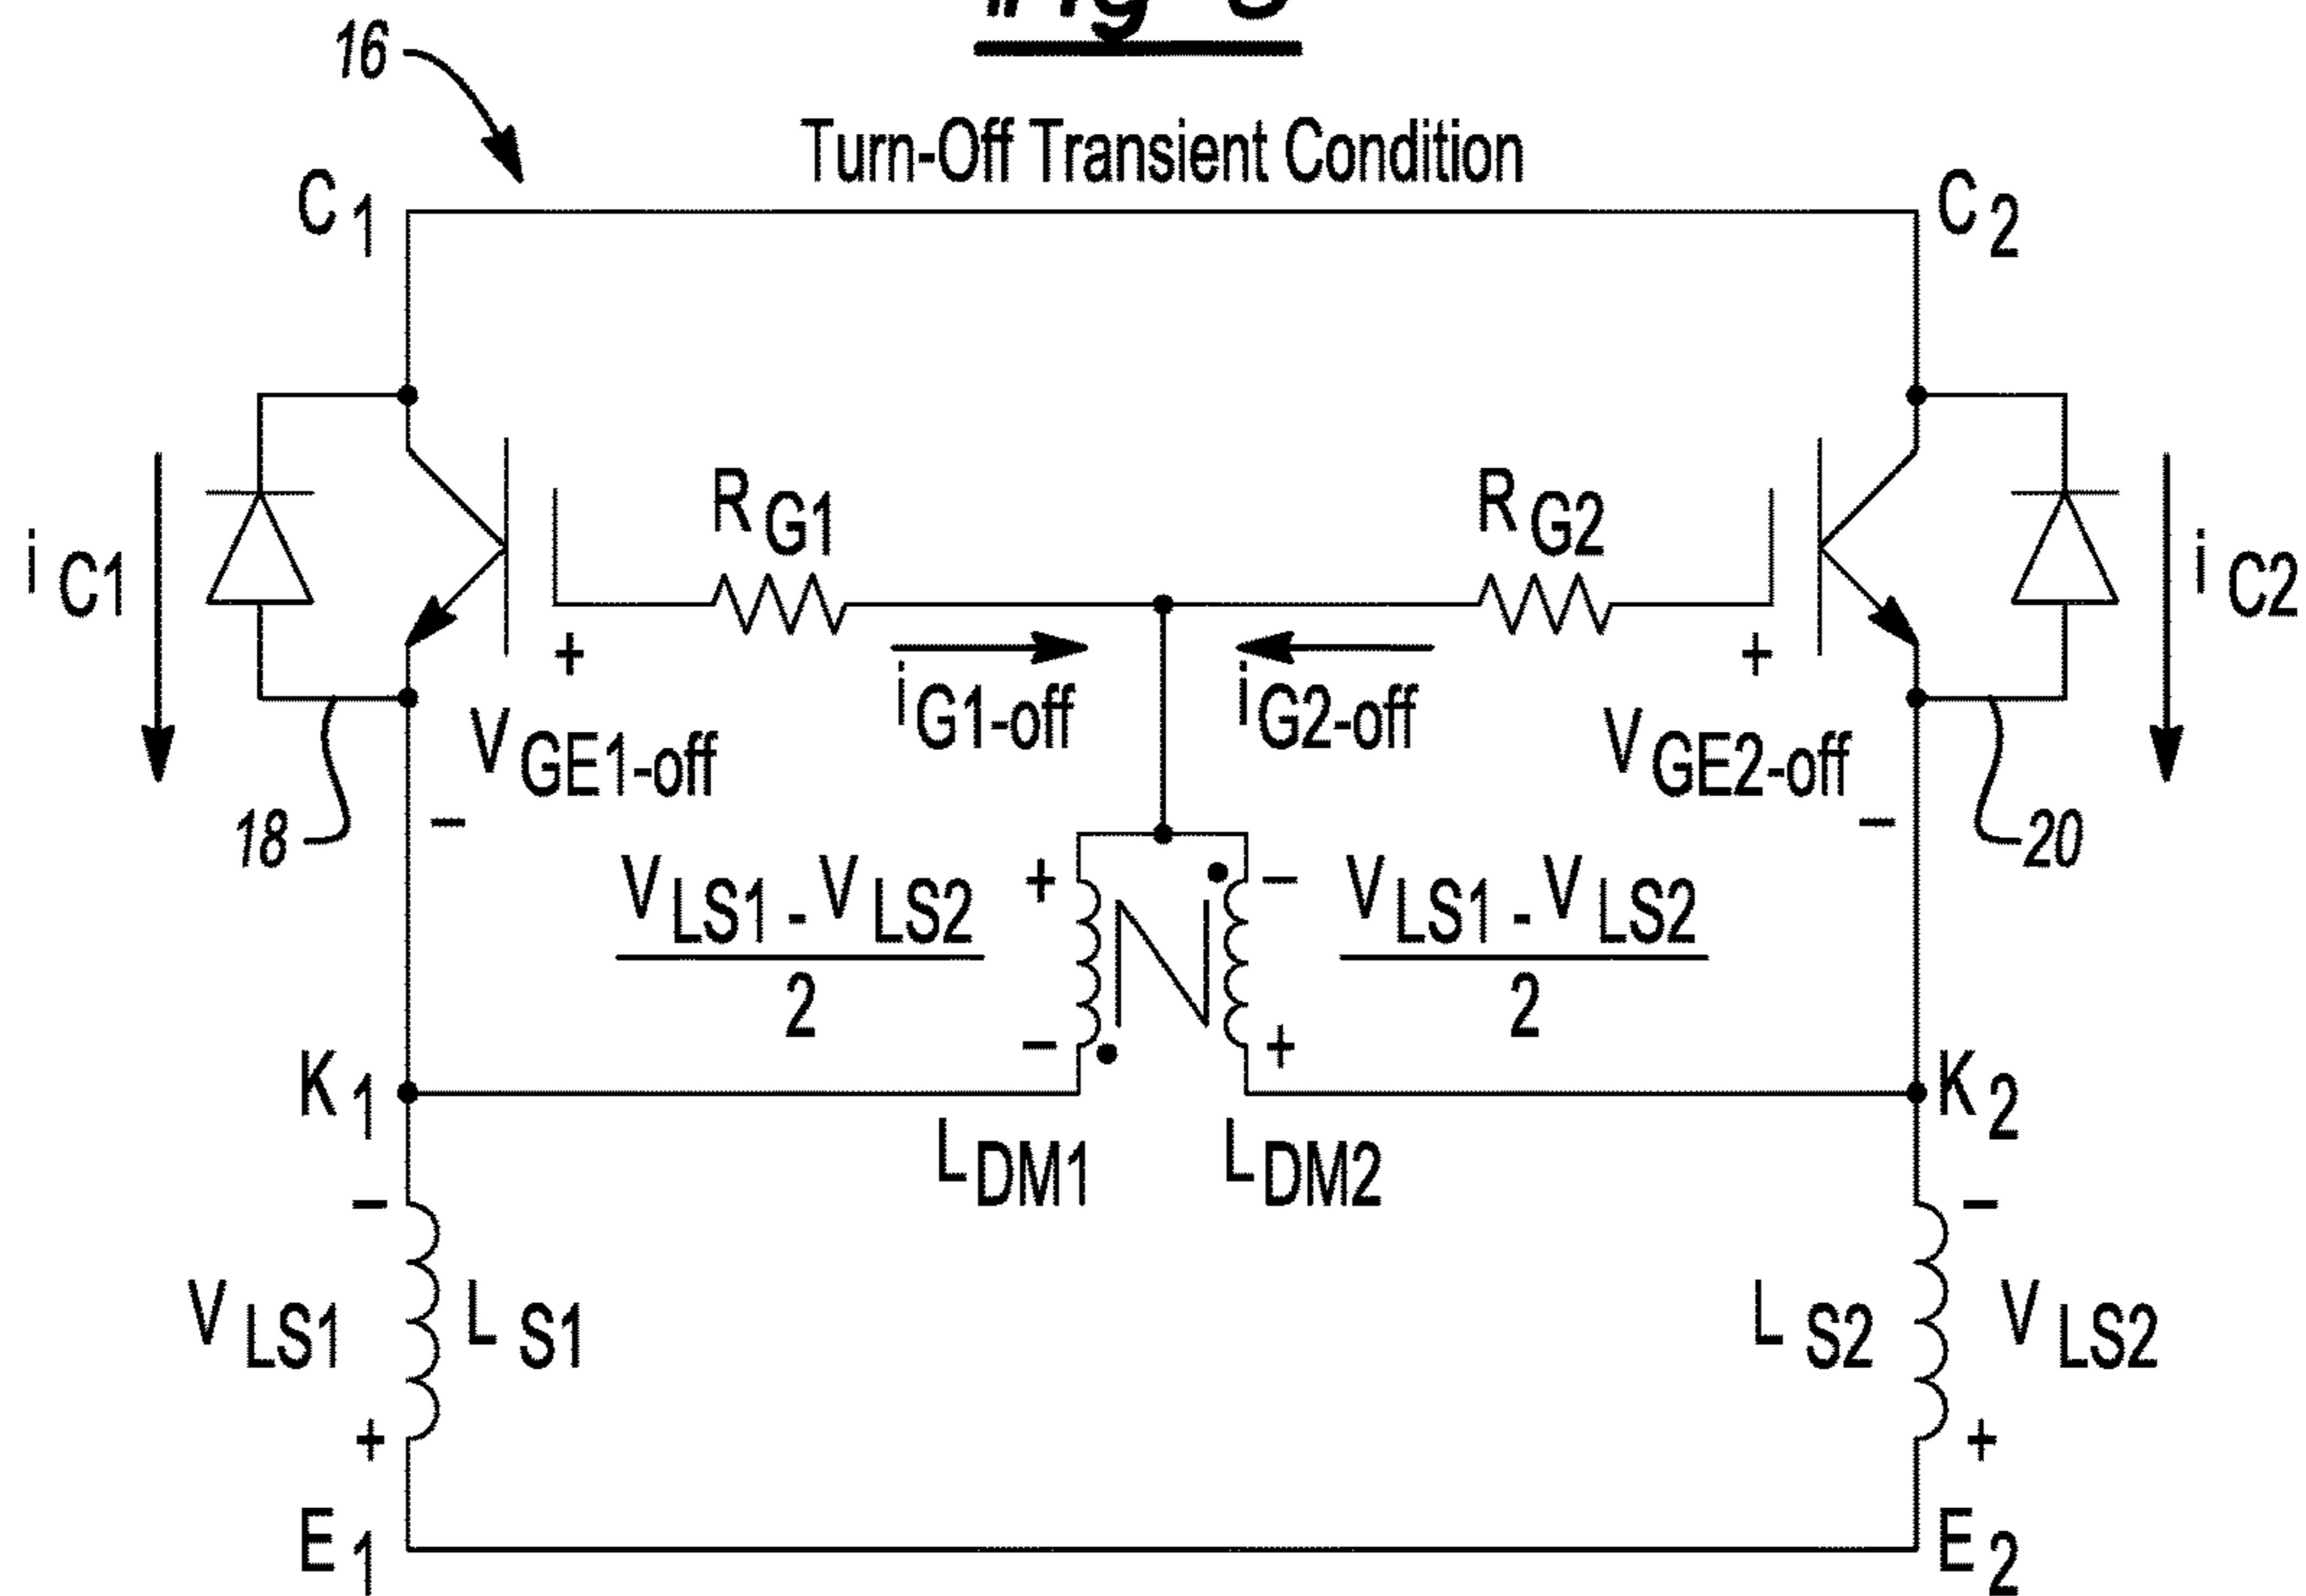 16
Turn-Off Transient Condition
C1
C2
RG1
RG2
iC1
iC2
+
+
iG1-off
iG2-off
VGE1-off
VGE2-off
18
20
−
−
VLS1 - VLS2
2
+
−
VLS1 - VLS2
2
−
+
K1
K2
LDM1
LDM2
−
−
VLS1
LS1
LS2
VLS2
+
+
E1
E2